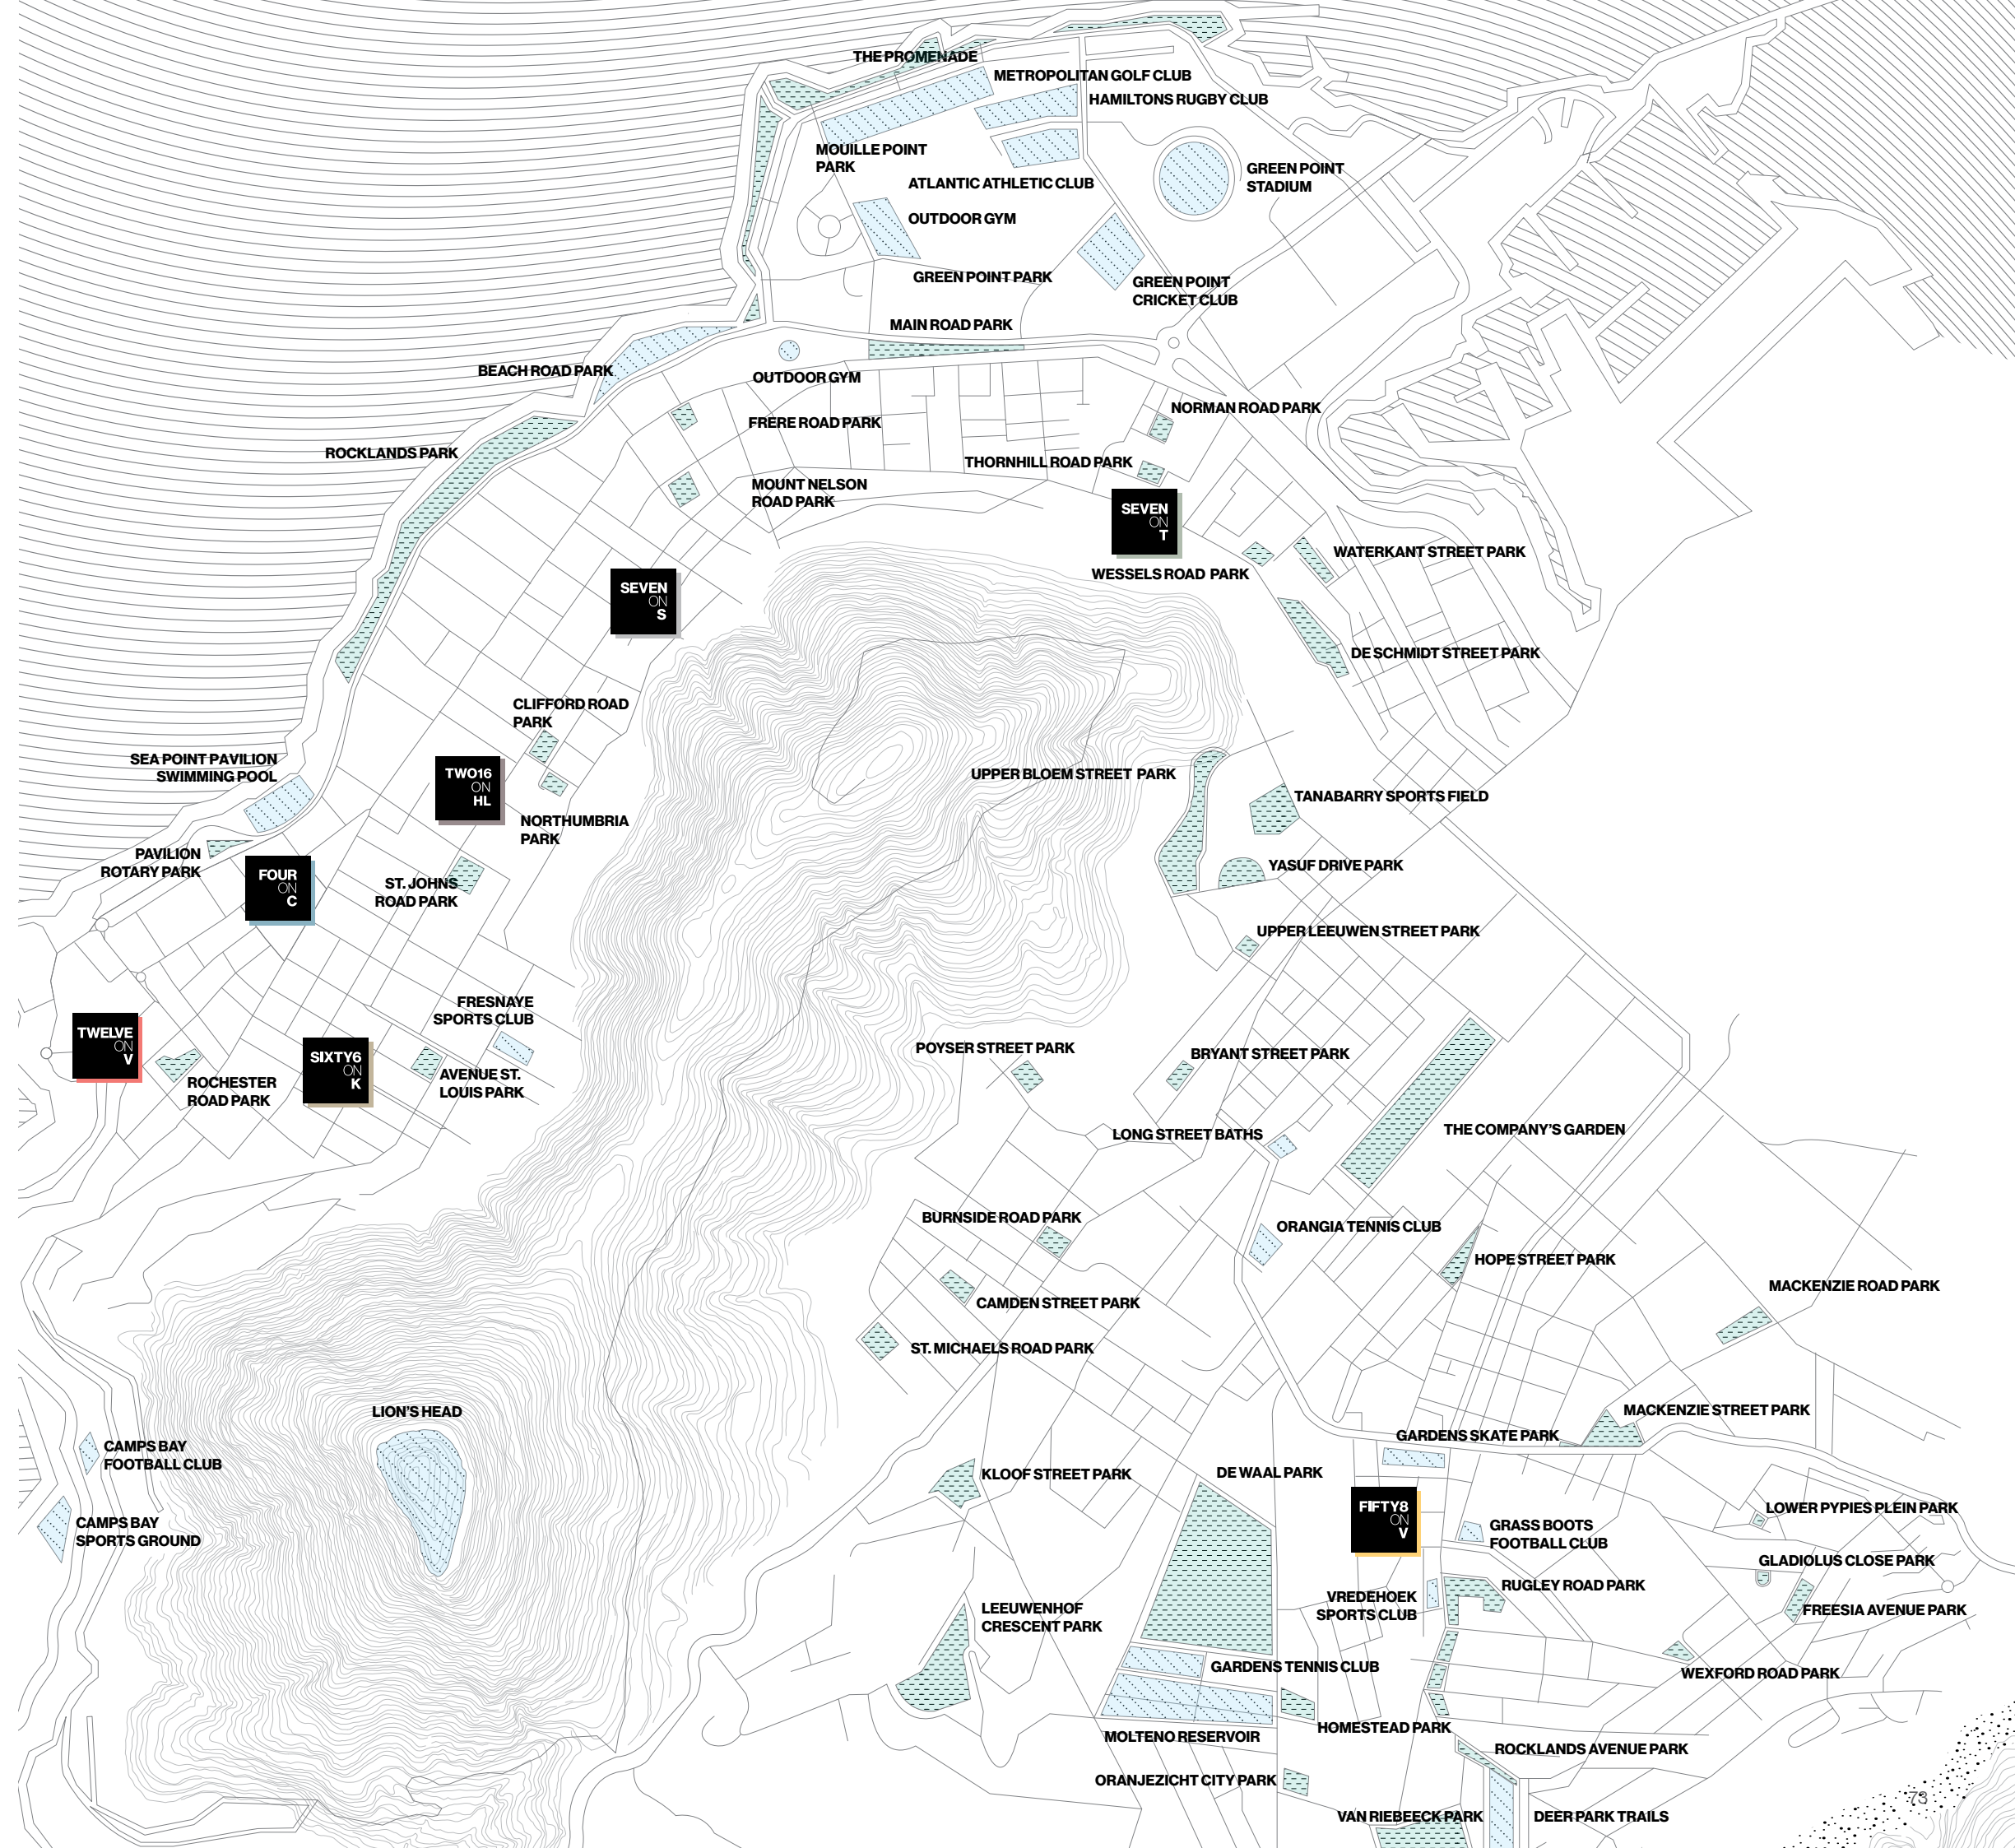 THE PROMENADE
METROPOLITAN GOLF CLUB
HAMILTONS RUGBY CLUB
MOUILLE POINT
PARK
ATLANTIC ATHLETIC CLUB
GREEN POINT
STADIUM
OUTDOOR GYM
GREEN POINT PARK
GREEN POINT
CRICKET CLUB
MAIN ROAD PARK
BEACH ROAD PARK
OUTDOOR GYM
NORMAN ROAD PARK
FRERE ROAD PARK
ROCKLANDS PARK
THORNHILL ROAD PARK
MOUNT NELSON
ROAD PARK
SEVEN
ON
T
WATERKANT STREET PARK
WESSELS ROAD PARK
SEVEN
ON
S
DE SCHMIDT STREET PARK
CLIFFORD ROAD
PARK
SEA POINT PAVILION
SWIMMING POOL
TWO16
ON
HL
UPPER BLOEM STREET PARK
TANABARRY SPORTS FIELD
NORTHUMBRIA
PARK
PAVILION
ROTARY PARK
FOUR
ON
C
ST. JOHNS
ROAD PARK
YASUF DRIVE PARK
UPPER LEEUWEN STREET PARK
FRESNAYE
SPORTS CLUB
TWELVE
ON
V
SIXTY6
ON
K
POYSER STREET PARK
BRYANT STREET PARK
ROCHESTER
ROAD PARK
AVENUE ST.
LOUIS PARK
LONG STREET BATHS
THE COMPANY'S GARDEN
BURNSIDE ROAD PARK
ORANGIA TENNIS CLUB
HOPE STREET PARK
MACKENZIE ROAD PARK
CAMDEN STREET PARK
ST. MICHAELS ROAD PARK
LION'S HEAD
MACKENZIE STREET PARK
GARDENS SKATE PARK
CAMPS BAY
FOOTBALL CLUB
KLOOF STREET PARK
DE WAAL PARK
FIFTY8
ON
V
LOWER PYPIES PLEIN PARK
CAMPS BAY
SPORTS GROUND
GRASS BOOTS
FOOTBALL CLUB
GLADIOLUS CLOSE PARK
RUGLEY ROAD PARK
VREDEHOEK
SPORTS CLUB
LEEUWENHOF
CRESCENT PARK
FREESIA AVENUE PARK
GARDENS TENNIS CLUB
WEXFORD ROAD PARK
HOMESTEAD PARK
MOLTENO RESERVOIR
ROCKLANDS AVENUE PARK
ORANJEZICHT CITY PARK
73
VAN RIEBEECK PARK
DEER PARK TRAILS